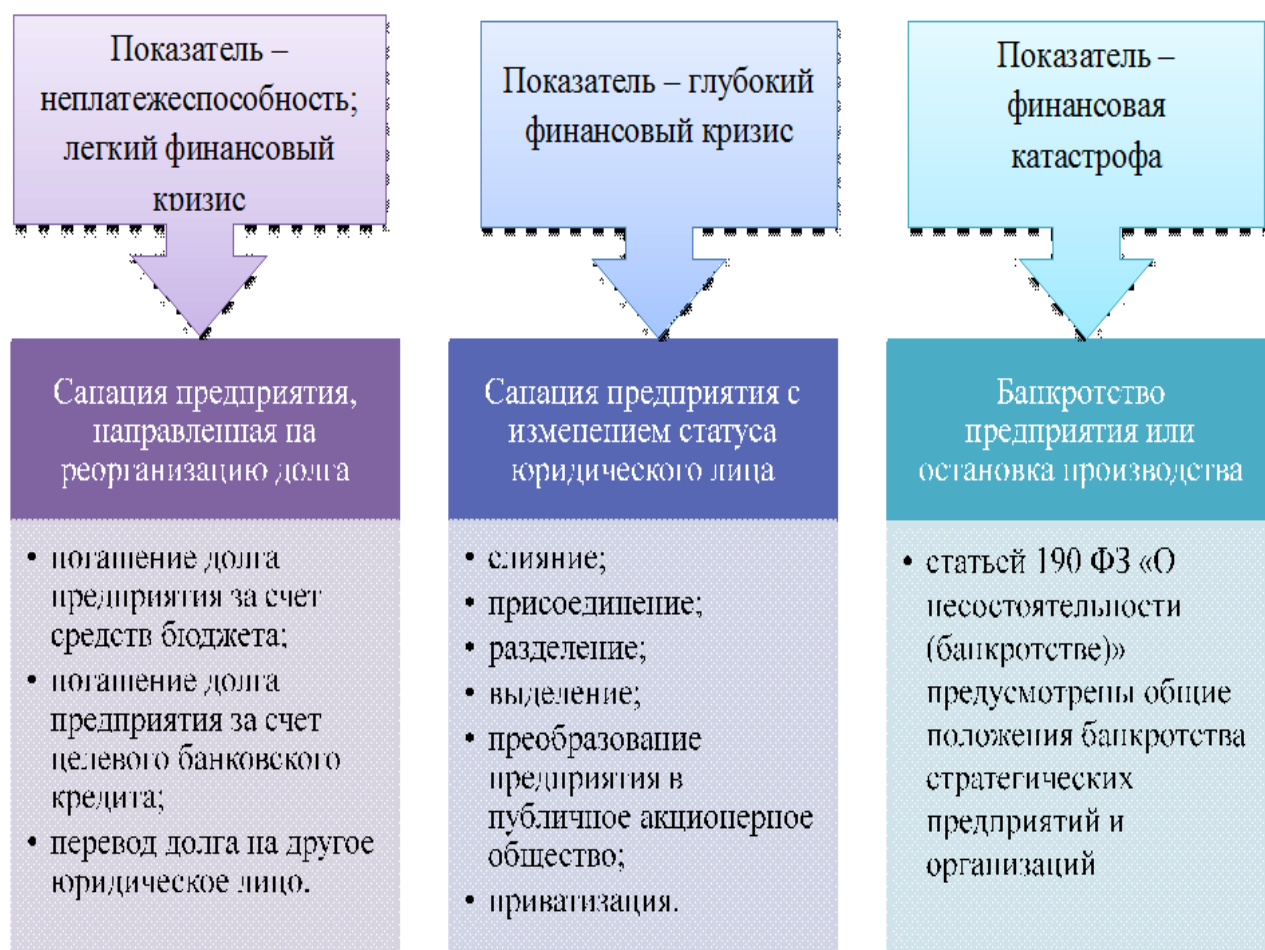 Показатель –
неплатежеспособность;
легкий финансовый
кризис
Санация предприятия,
направленная на
реорганизацию долга
• погашение долга
предприятия за счет
средств бюджета;
• погашение долга
предприятия за счет
целевого банковского
кредита;
• перевод долга на другое
юридическое лицо.
Показатель – глубокий
финансовый кризис
Санация предприятия с
изменением статуса
юридического лица
• слияние;
• присоединение;
• разделение;
• выделение;
• преобразование
предприятия в
публичное акционерное
общество;
• приватизация.
Показатель –
финансовая
катастрофа
Банкротство
предприятия или
остановка производства
• статьей 190 ФЗ «О
несостоятельности
(банкротстве)»
предусмотрены общие
положения банкротства
стратегических
предприятий и
организаций